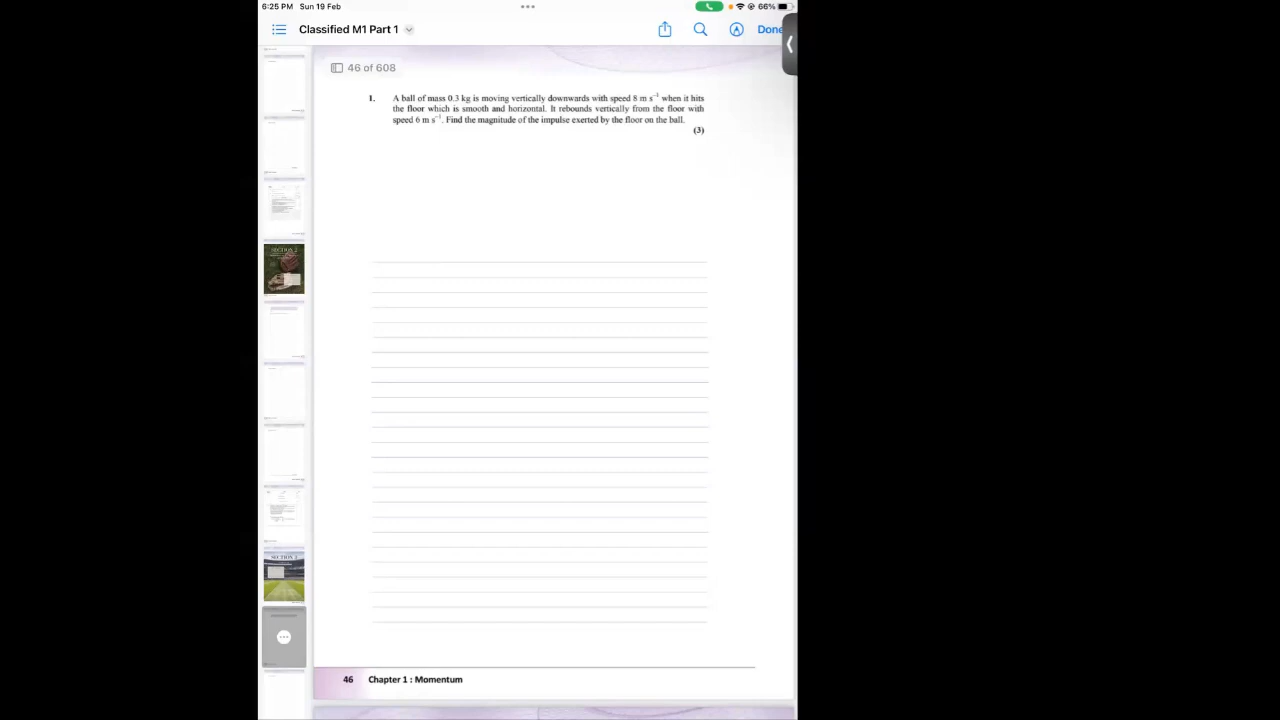 6:25 PM Sun 19 Feb
66%
Classified M1 Part 1
Done
46 of 608
1. A ball of mass 0.3 kg is moving vertically downwards with speed 8 m s⁻¹ when it hits
the floor which is smooth and horizontal. It rebounds vertically from the floor with
speed 6 m s⁻¹. Find the magnitude of the impulse exerted by the floor on the ball.
(3)
SECTION 2
SECTION 3
46 Chapter 1 : Momentum